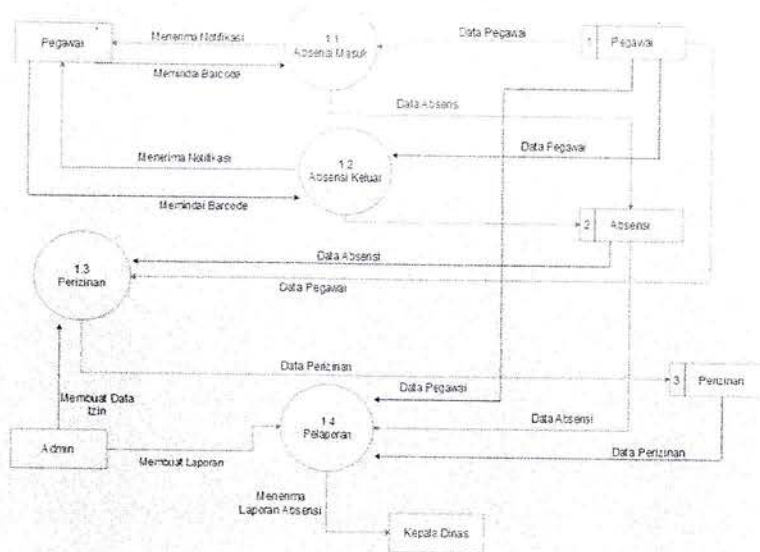 Pegawai
Menerima Notifikasi
Memindai Barcode
1.1
Absensi Masuk
Data Pegawai
1
Pegawai
Data Absensi
Menerima Notifikasi
Memindai Barcode
1.2
Absensi Keluar
Data Pegawai
2
Absensi
1.3
Perizinan
Data Absensi
Data Pegawai
Data Perizinan
3
Perizinan
Membuat Data
Izin
Admin
Membuat Laporan
1.4
Pelaporan
Data Pegawai
Data Absensi
Data Perizinan
Menerima
Laporan Absensi
Kepala Dinas